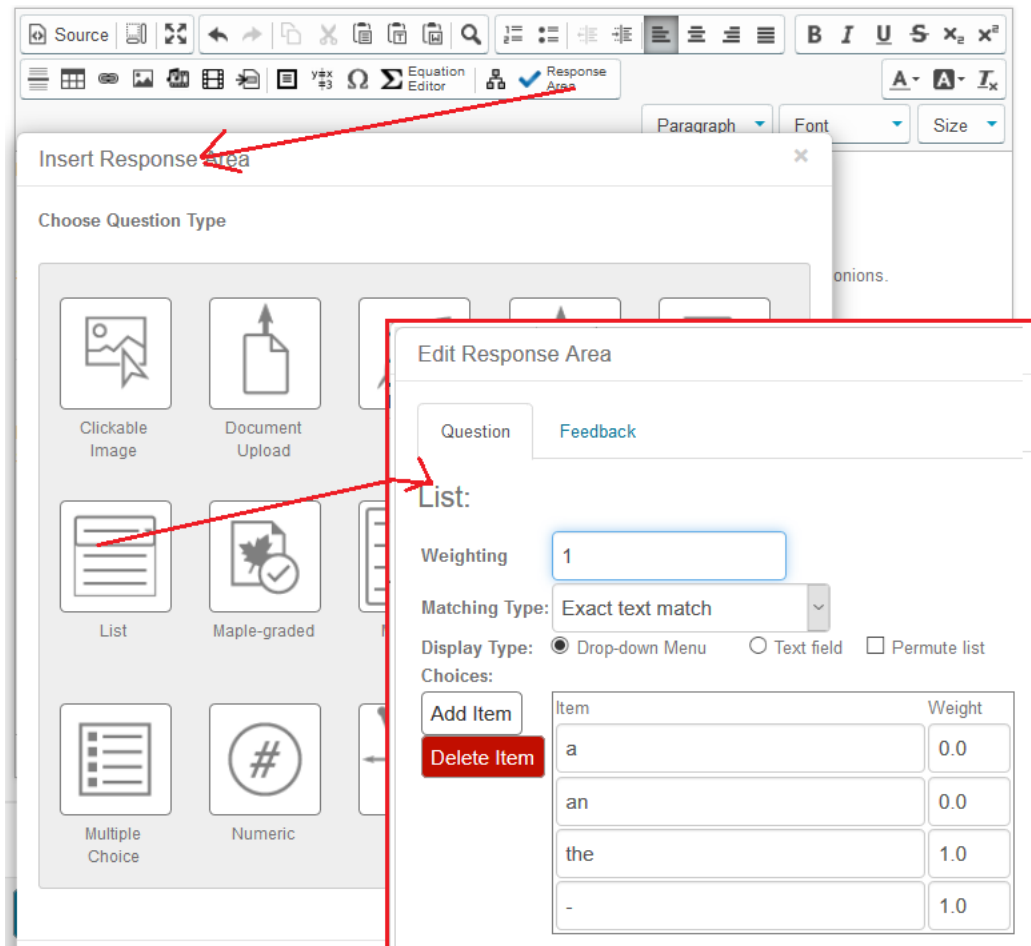 Source
B I U S x₂ x²
Equation Editor
Response Area
A A Tx
Paragraph Font Size
Insert Response Area ×
Choose Question Type
onions.
Clickable Image
Document Upload
List
Maple-graded
Multiple Choice
#
Numeric
Edit Response Area
Question Feedback
List:
Weighting 1
Matching Type: Exact text match
Display Type: Drop-down Menu Text field Permute list
Choices:
Add Item
Delete Item
Item Weight
a 0.0
an 0.0
the 1.0
- 1.0